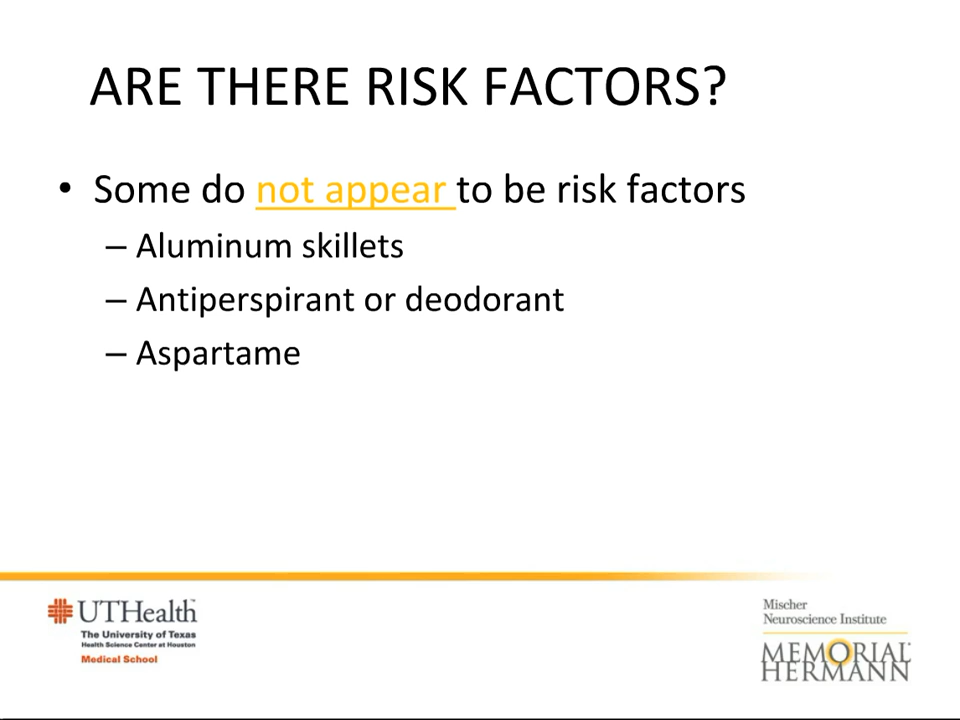 ARE THERE RISK FACTORS?
• Some do not appear to be risk factors
– Aluminum skillets
– Antiperspirant or deodorant
– Aspartame
UTHealth
The University of Texas
Health Science Center at Houston
Medical School
Mischer
Neuroscience Institute
MEMORIAL
HERMANN